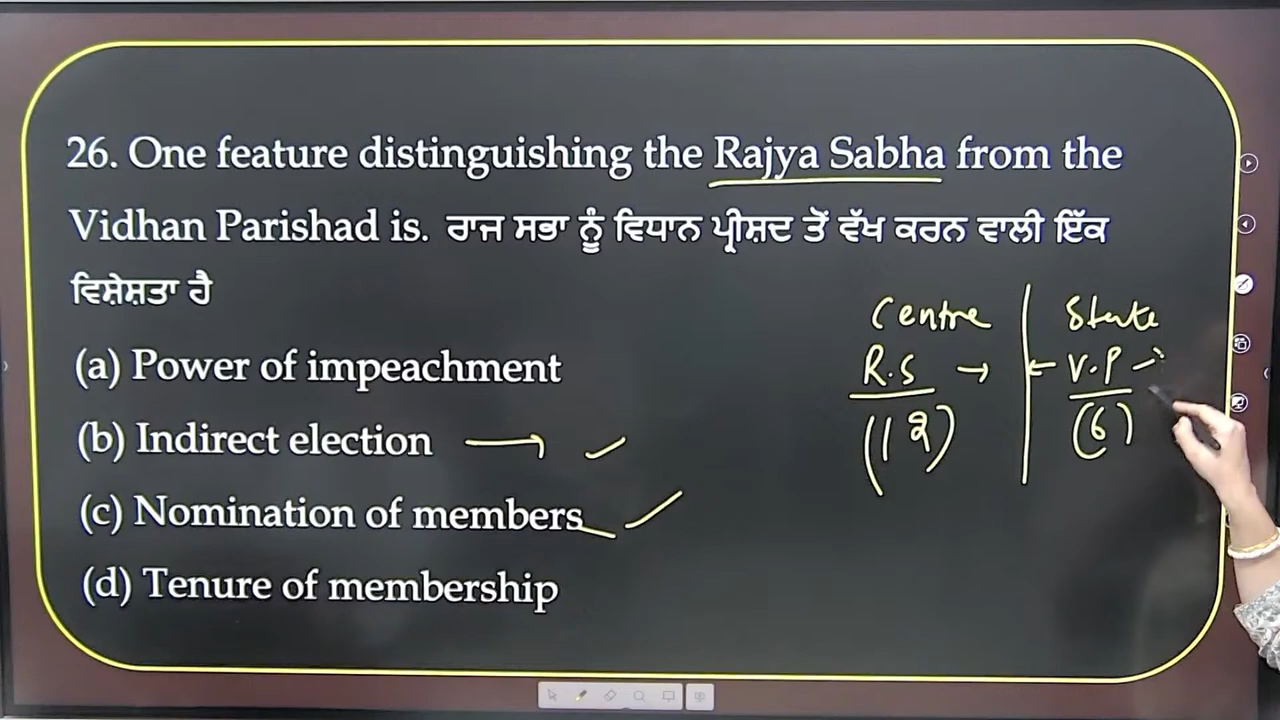 26. One feature distinguishing the Rajya Sabha from the
Vidhan Parishad is. ਰਾਜ ਸਭਾ ਨੂੰ ਵਿਧਾਨ ਪ੍ਰੀਸ਼ਦ ਤੋਂ ਵੱਖ ਕਰਨ ਵਾਲੀ ਇੱਕ
ਵਿਸ਼ੇਸ਼ਤਾ ਹੈ
(a) Power of impeachment
(b) Indirect election
(c) Nomination of members
(d) Tenure of membership
Centre State
R.S → ← V.P
(12) (6)